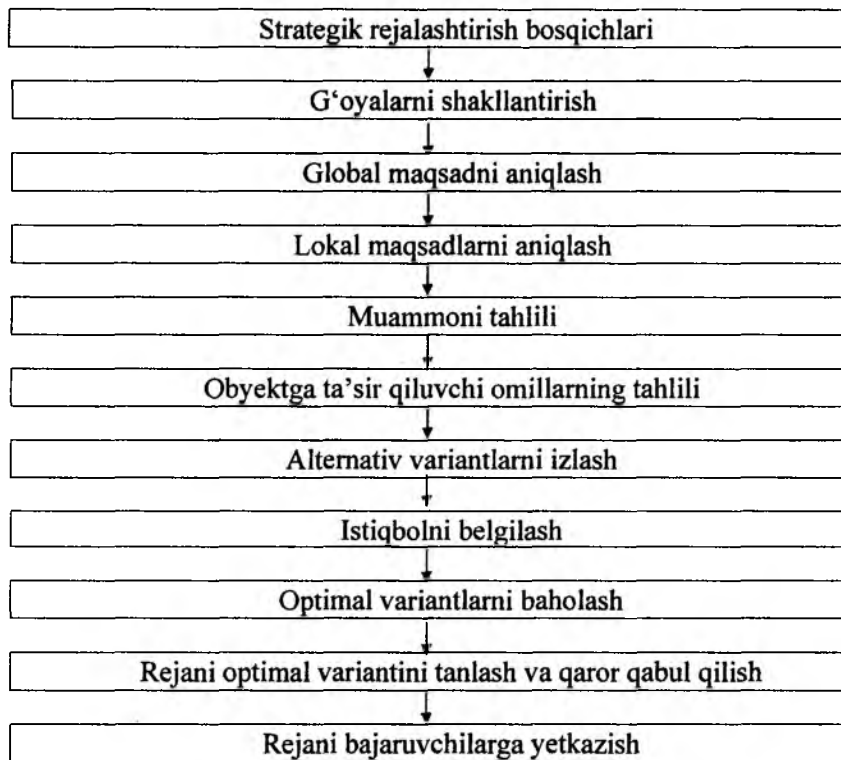 Strategik rejalashtirish bosqichlari
G‘oyalarni shakllantirish
Global maqsadni aniqlash
Lokal maqsadlarni aniqlash
Muammoni tahlili
Obyektga ta’sir qiluvchi omillarning tahlili
Alternativ variantlarni izlash
Istiqbolni belgilash
Optimal variantlarni baholash
Rejani optimal variantini tanlash va qaror qabul qilish
Rejani bajaruvchilarga yetkazish